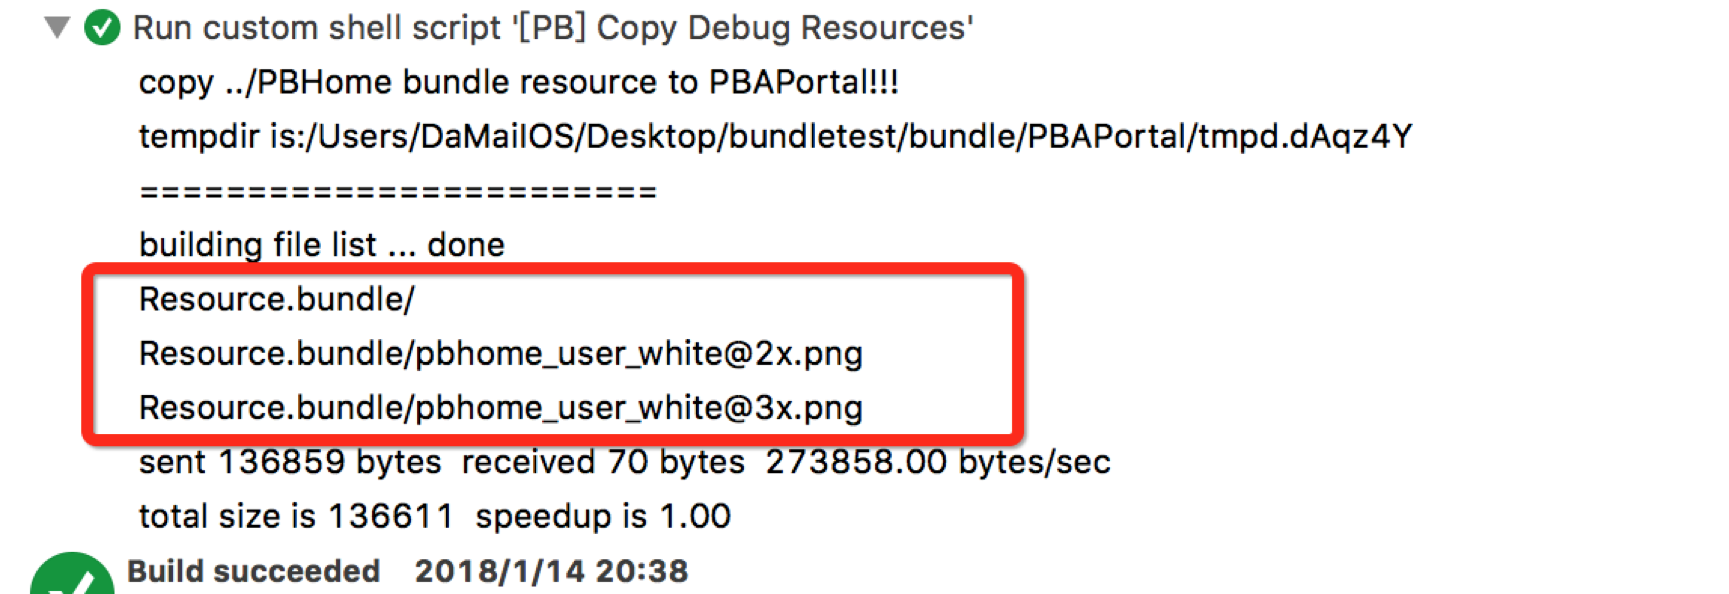 Run custom shell script '[PB] Copy Debug Resources'
copy ../PBHome bundle resource to PBAPortal!!!
tempdir is:/Users/DaMaiIOS/Desktop/bundletest/bundle/PBAPortal/tmpd.dAqz4Y
========================
building file list ... done
Resource.bundle/
Resource.bundle/pbhome_user_white@2x.png
Resource.bundle/pbhome_user_white@3x.png
sent 136859 bytes  received 70 bytes  273858.00 bytes/sec
total size is 136611  speedup is 1.00
Build succeeded    2018/1/14 20:38